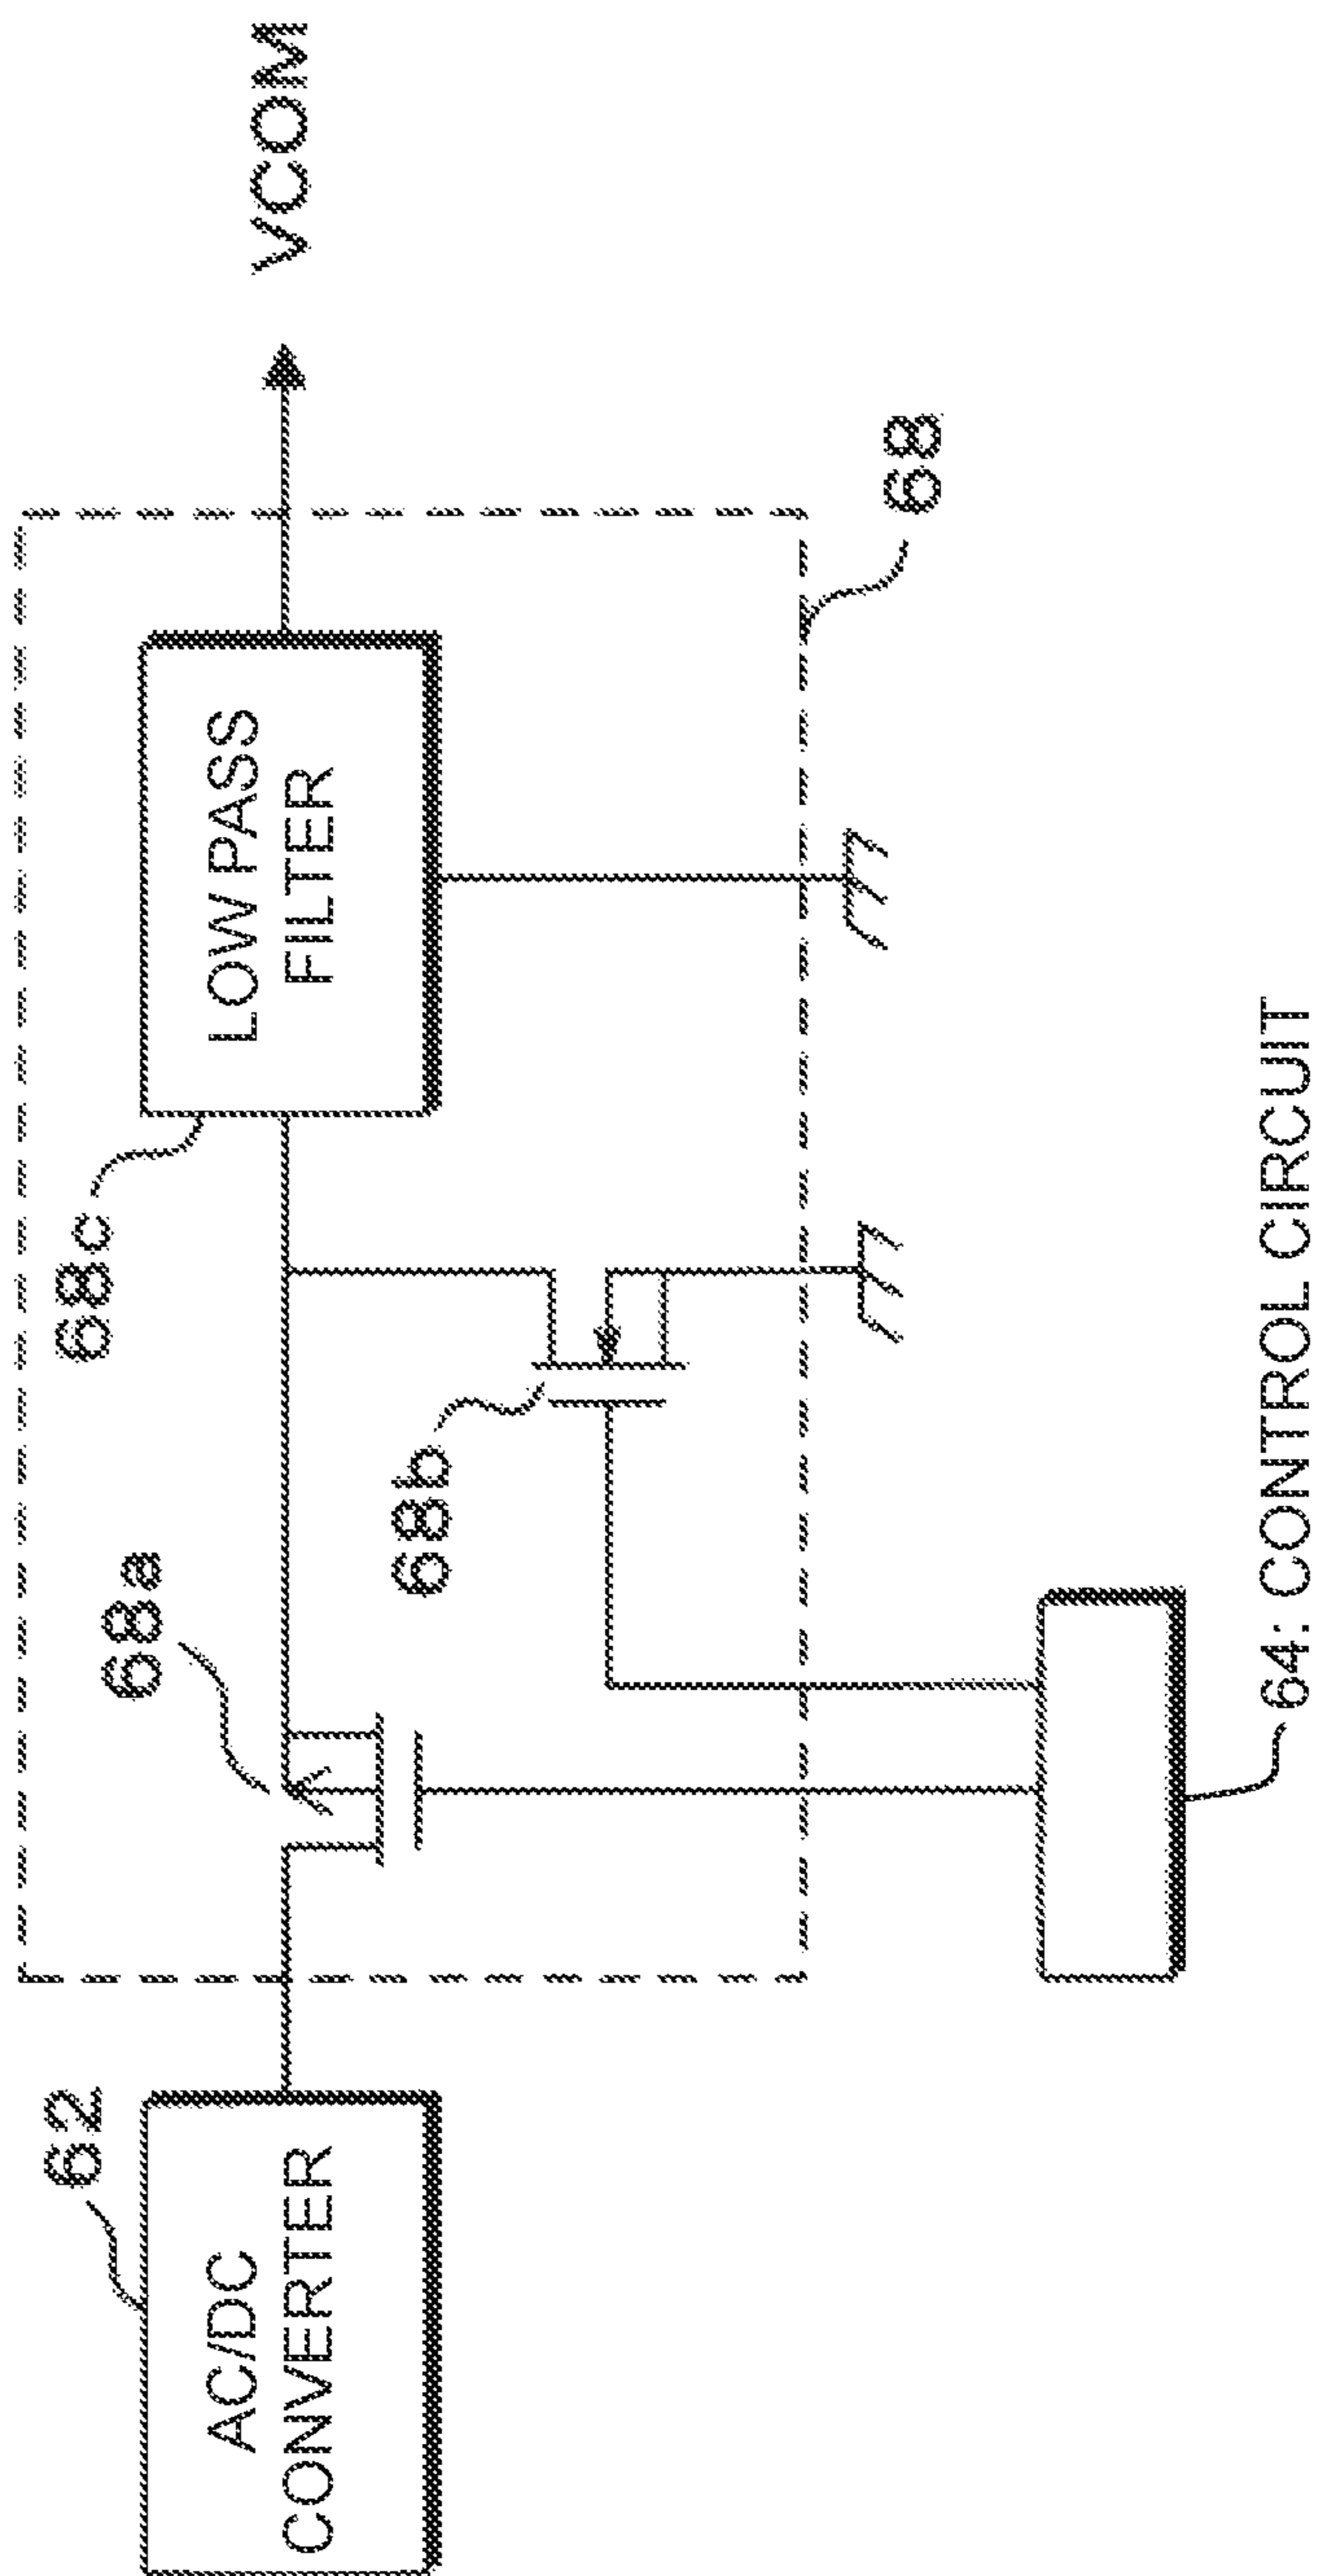 62
AC/DC
CONVERTER
68a
68b
68c
LOW PASS
FILTER
VCOM
68
64: CONTROL CIRCUIT